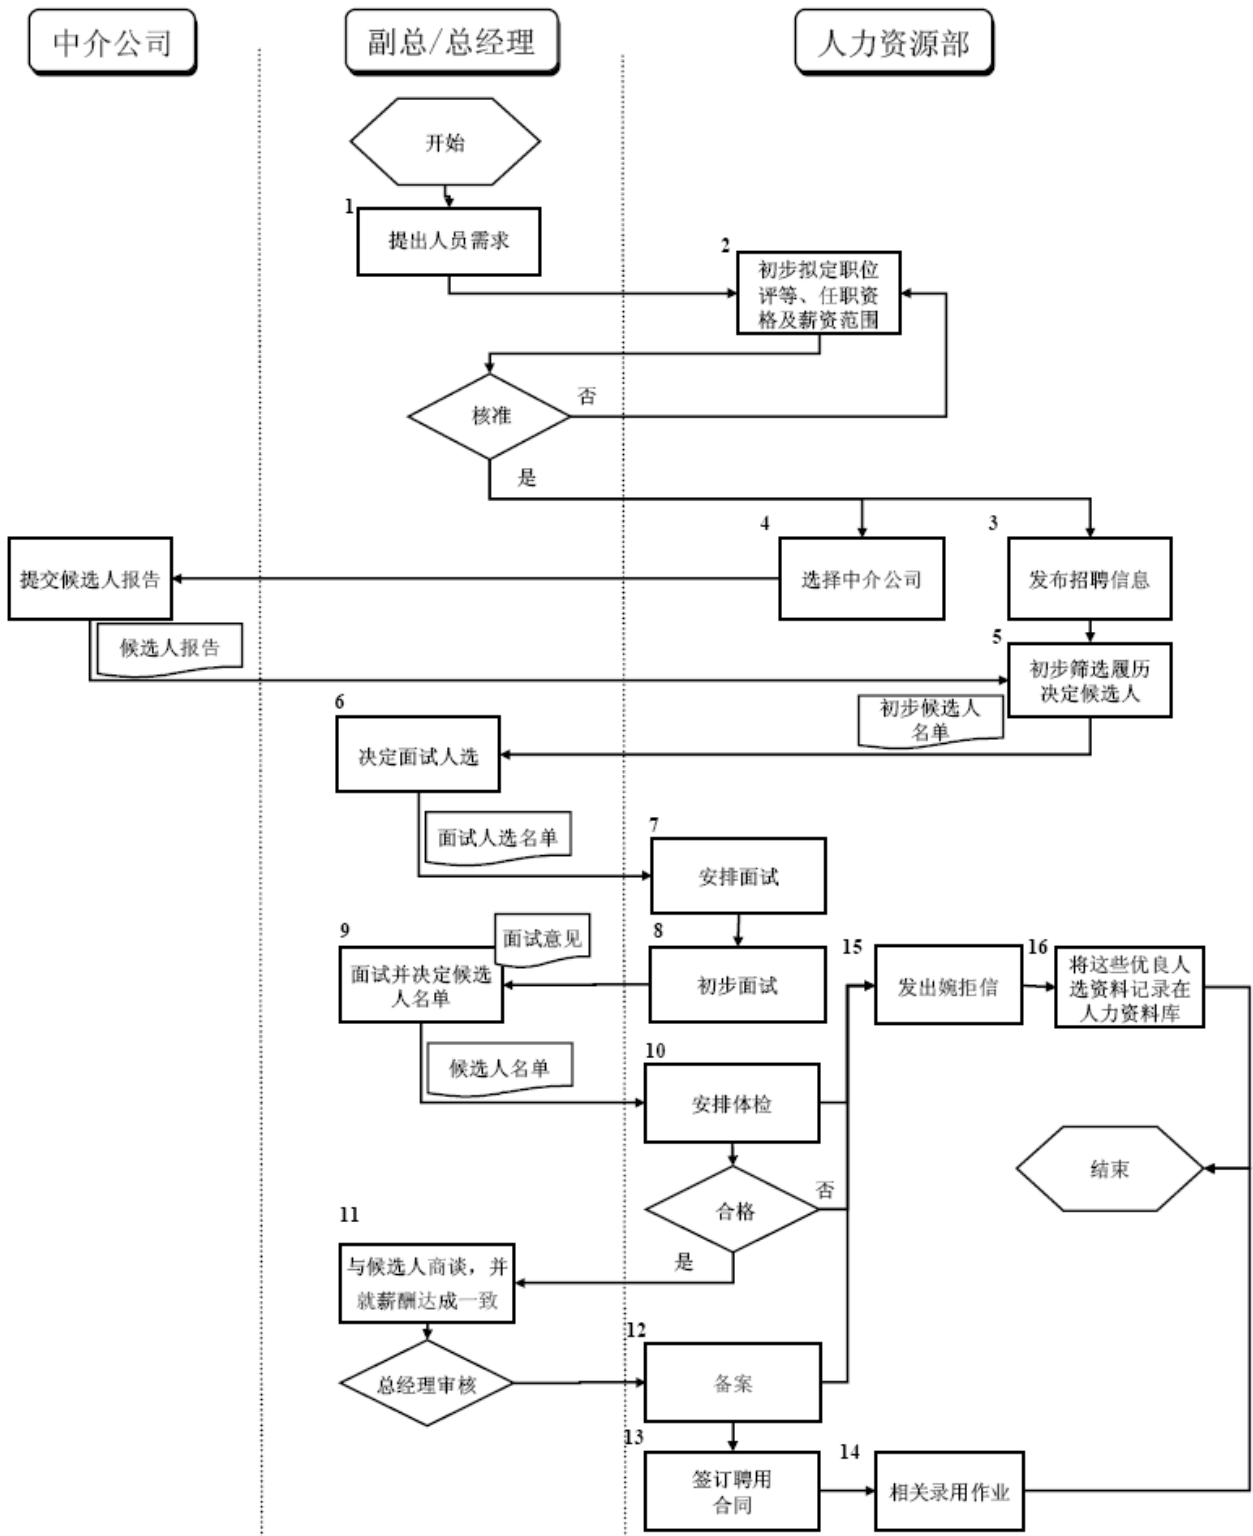 中介公司
副总/总经理
人力资源部
开始
1
提出人员需求
2
初步拟定职位
评等、任职资
格及薪资范围
核准
否
是
4
3
提交候选人报告
选择中介公司
发布招聘信息
候选人报告
5
初步筛选履历
决定候选人
6
初步候选人
名单
决定面试人选
面试人选名单
7
安排面试
9
面试意见
8
15
16
面试并决定候选
人名单
初步面试
发出婉拒信
将这些优良人
选资料记录在
人力资料库
候选人名单
10
安排体检
结束
合格
否
是
11
与候选人商谈，并
就薪酬达成一致
12
总经理审核
备案
13
14
签订聘用
合同
相关录用作业